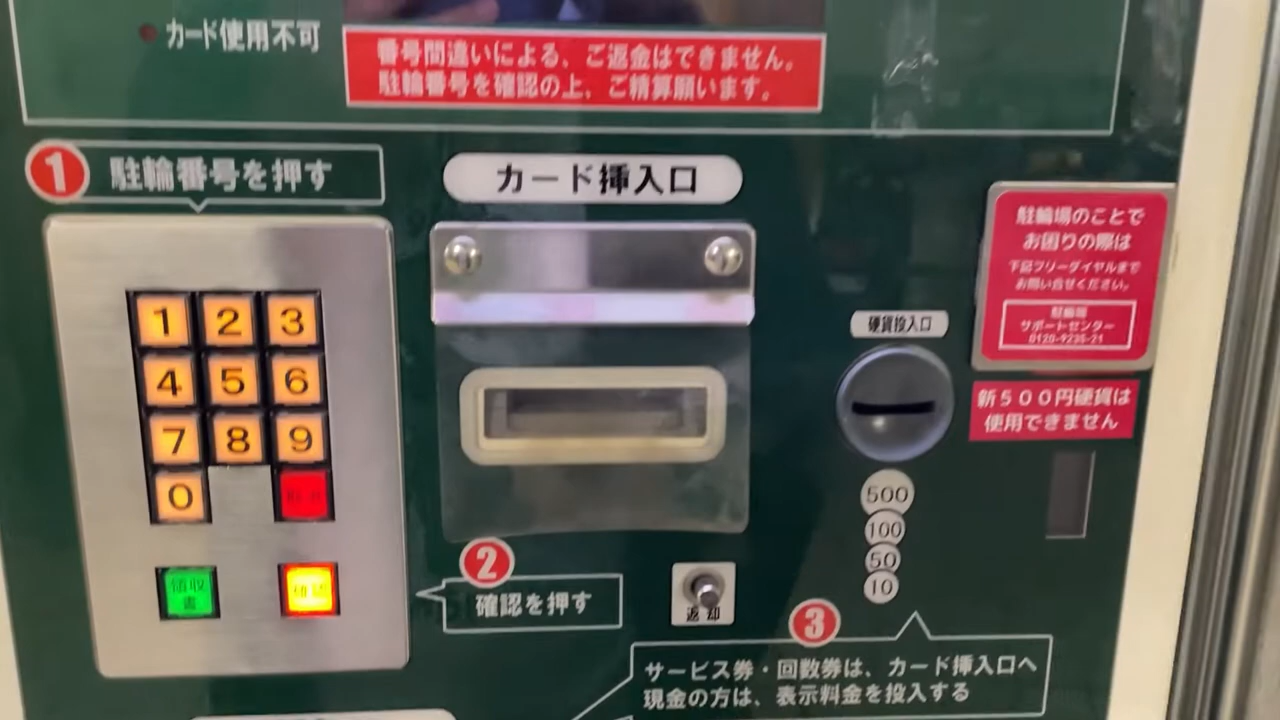 カード使用不可
番号間違いによる、ご返金はできません。
駐輪番号を確認の上、ご精算願います。
1 駐輪番号を押す
カード挿入口
駐輪場のことで
お困りの際は
下記フリーダイヤルまで
お問い合せください。
駐輪場
サポートセンター
0120-9235-21
硬貨投入口
新500円硬貨は
使用できません
1 2 3
4 5 6
7 8 9
0
領収
書
確認
500
100
50
10
2
確認を押す
返却
3
サービス券・回数券は、カード挿入口へ
現金の方は、表示料金を投入する